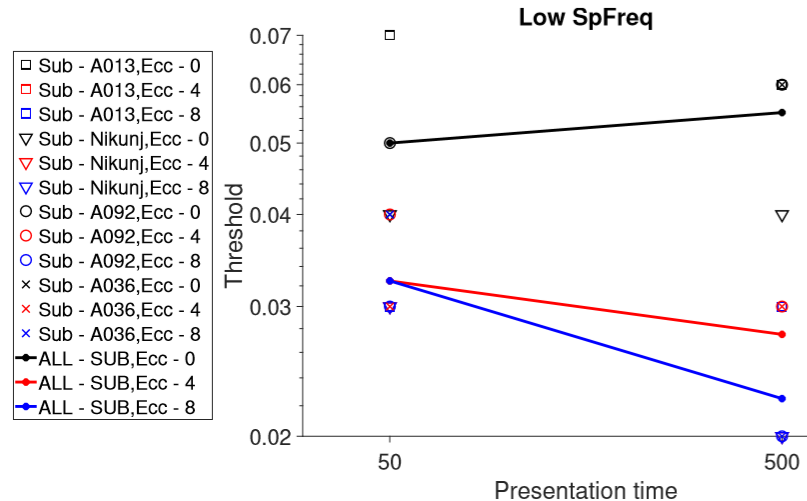 Low SpFreq
Sub - A013,Ecc - 0
Sub - A013,Ecc - 4
Sub - A013,Ecc - 8
Sub - Nikunj,Ecc - 0
Sub - Nikunj,Ecc - 4
Sub - Nikunj,Ecc - 8
Sub - A092,Ecc - 0
Sub - A092,Ecc - 4
Sub - A092,Ecc - 8
Sub - A036,Ecc - 0
Sub - A036,Ecc - 4
Sub - A036,Ecc - 8
ALL - SUB,Ecc - 0
ALL - SUB,Ecc - 4
ALL - SUB,Ecc - 8
Threshold
0.07
0.06
0.05
0.04
0.03
0.02
50
500
Presentation time